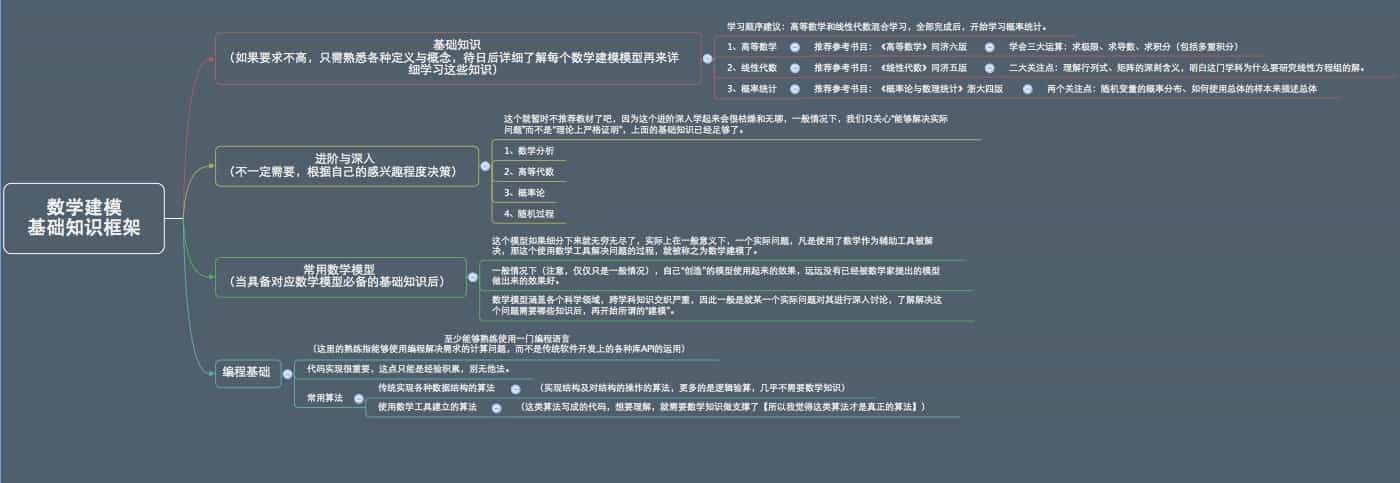 数学建模
基础知识框架
基础知识
（如果要求不高，只需熟悉各种定义与概念，待日后详细了解每个数学建模模型再来详
细学习这些知识）
学习顺序建议：高等数学和线性代数混合学习，全部完成后，开始学习概率统计。
1、高等数学 推荐参考书目：《高等数学》同济六版 学会三大运算：求极限、求导数、求积分（包括多重积分）
2、线性代数 推荐参考书目：《线性代数》同济五版 二大关注点：理解行列式、矩阵的深刻含义，明白这门学科为什么要研究线性方程组的解。
3、概率统计 推荐参考书目：《概率论与数理统计》浙大四版 两个关注点：随机变量的概率分布、如何使用总体的样本来描述总体
进阶与深入
（不一定需要，根据自己的感兴趣程度决策）
这个就暂时不推荐教材了吧，因为这个进阶深入学起来会很枯燥和无聊，一般情况下，我们只关心“能够解决实际
问题”而不是“理论上严格证明”，上面的基础知识已经足够了。
1、数学分析
2、高等代数
3、概率论
4、随机过程
常用数学模型
（当具备对应数学模型必备的基础知识后）
这个模型如果细分下来就无穷无尽了，实际上在一般意义下，一个实际问题，凡是使用了数学作为辅助工具被解
决，那这个使用数学工具解决问题的过程，就被称之为数学建模了。
一般情况下（注意，仅仅只是一般情况），自己“创造”的模型使用起来的效果，远远没有已经被数学家提出的模型
做出来的效果好。
数学模型涵盖各个科学领域，跨学科知识交织严重，因此一般是就某一个实际问题对其进行深入讨论，了解解决这
个问题需要哪些知识后，再开始所谓的“建模”。
编程基础
至少能够熟练使用一门编程语言
（这里的熟练指能够使用编程解决需求的计算问题，而不是传统软件开发上的各种库API的运用）
代码实现很重要，这点只能是经验积累，别无他法。
常用算法
传统实现各种数据结构的算法 （实现结构及对结构的操作的算法，更多的是逻辑验算，几乎不需要数学知识）
使用数学工具建立的算法 （这类算法写成的代码，想要理解，就需要数学知识做支撑了【所以我觉得这类算法才是真正的算法】）